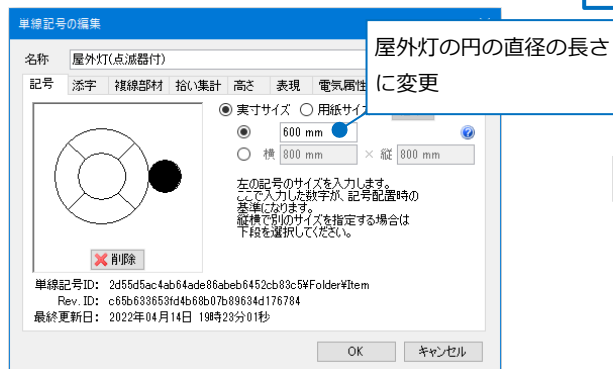 単線記号の編集
屋外灯の円の直径の長さ
に変更
名称 屋外灯(点滅器付)
記号 添字 複線部材 拾い集計 高さ 表現 電気属性
実寸サイズ 用紙サイ
600 mm
横 800 mm × 縦 800 mm
左の記号のサイズを入力します。
ここで入力した数字が、記号配置時の
基準になります。
縦横で別のサイズを指定する場合は
下段を選択してください。
削除
単線記号ID: 2d55d5ac4ab64ade86abeb6452cb83c5¥Folder¥Item
Rev. ID: c65b633653fd4b68b07b89634d176784
最終更新日: 2022年04月14日 19時23分01秒
OK キャンセル